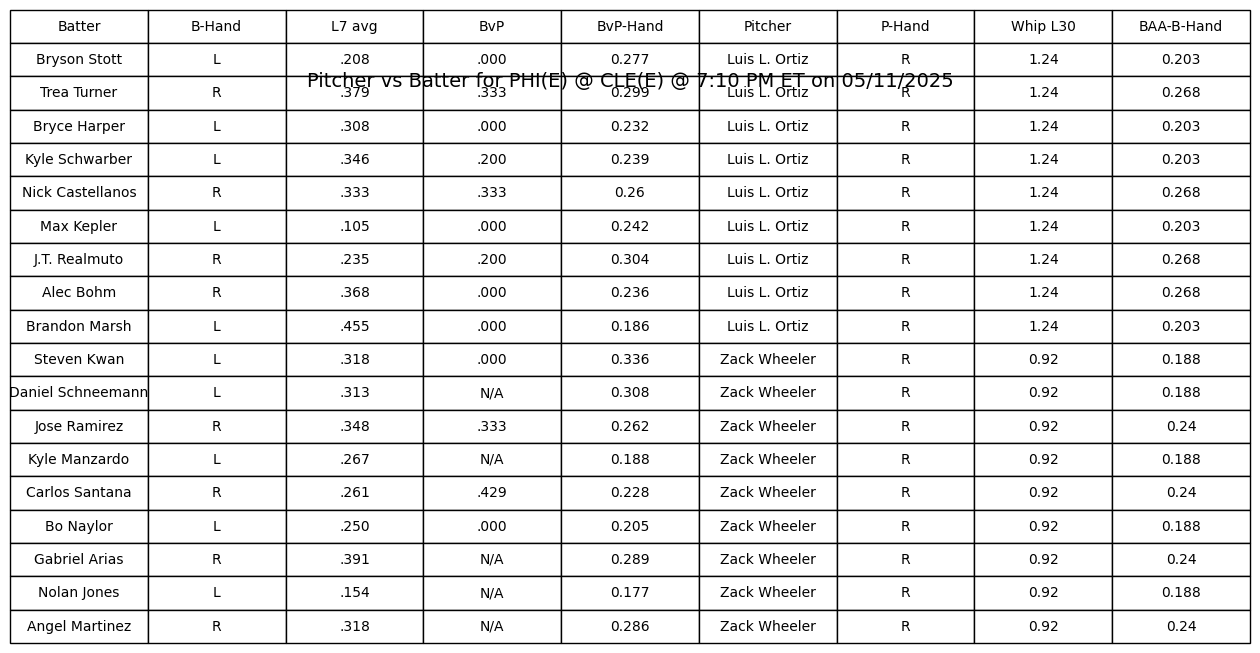 Batter B-Hand L7 avg BvP BvP-Hand Pitcher P-Hand Whip L30 BAA-B-Hand
Bryson Stott L .208 .000 0.277 Luis L. Ortiz R 1.24 0.203
Pitcher vs Batter for PHI(E) @ CLE(E) @ 7:10 PM ET on 05/11/2025
Trea Turner R .379 .333 0.299 Luis L. Ortiz R 1.24 0.268
Bryce Harper L .308 .000 0.232 Luis L. Ortiz R 1.24 0.203
Kyle Schwarber L .346 .200 0.239 Luis L. Ortiz R 1.24 0.203
Nick Castellanos R .333 .333 0.26 Luis L. Ortiz R 1.24 0.268
Max Kepler L .105 .000 0.242 Luis L. Ortiz R 1.24 0.203
J.T. Realmuto R .235 .200 0.304 Luis L. Ortiz R 1.24 0.268
Alec Bohm R .368 .000 0.236 Luis L. Ortiz R 1.24 0.268
Brandon Marsh L .455 .000 0.186 Luis L. Ortiz R 1.24 0.203
Steven Kwan L .318 .000 0.336 Zack Wheeler R 0.92 0.188
Daniel Schneemann L .313 N/A 0.308 Zack Wheeler R 0.92 0.188
Jose Ramirez R .348 .333 0.262 Zack Wheeler R 0.92 0.24
Kyle Manzardo L .267 N/A 0.188 Zack Wheeler R 0.92 0.188
Carlos Santana R .261 .429 0.228 Zack Wheeler R 0.92 0.24
Bo Naylor L .250 .000 0.205 Zack Wheeler R 0.92 0.188
Gabriel Arias R .391 N/A 0.289 Zack Wheeler R 0.92 0.24
Nolan Jones L .154 N/A 0.177 Zack Wheeler R 0.92 0.188
Angel Martinez R .318 N/A 0.286 Zack Wheeler R 0.92 0.24